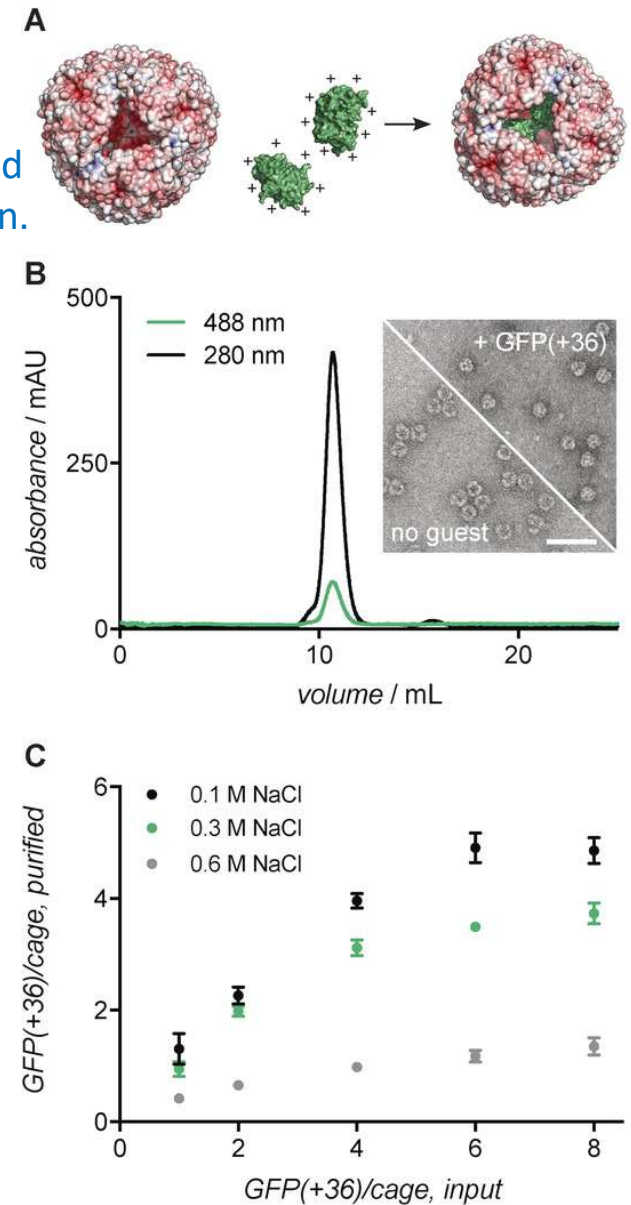 A
d
n.
B
500
488 nm
280 nm
250
0
0
10
20
absorbance / mAU
volume / mL
+ GFP(+36)
no guest
C
6
0.1 M NaCl
0.3 M NaCl
0.6 M NaCl
4
2
0
0
2
4
6
8
GFP(+36)/cage, purified
GFP(+36)/cage, input